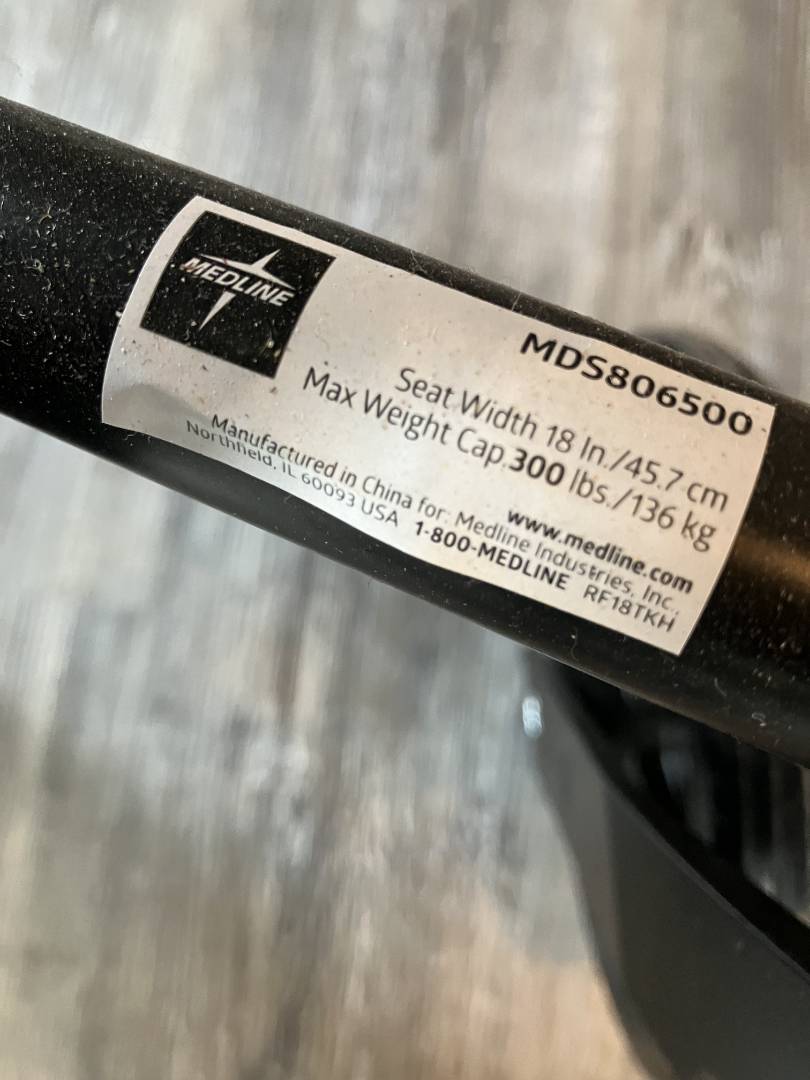 MEDLINE
MDS806500
Seat Width 18 In./45.7 cm
Max Weight Cap.300 lbs./136 kg
www.medline.com
Manufactured in China for: Medline Industries, Inc.,
Northfield, IL 60093 USA 1-800-MEDLINE RF18TKH